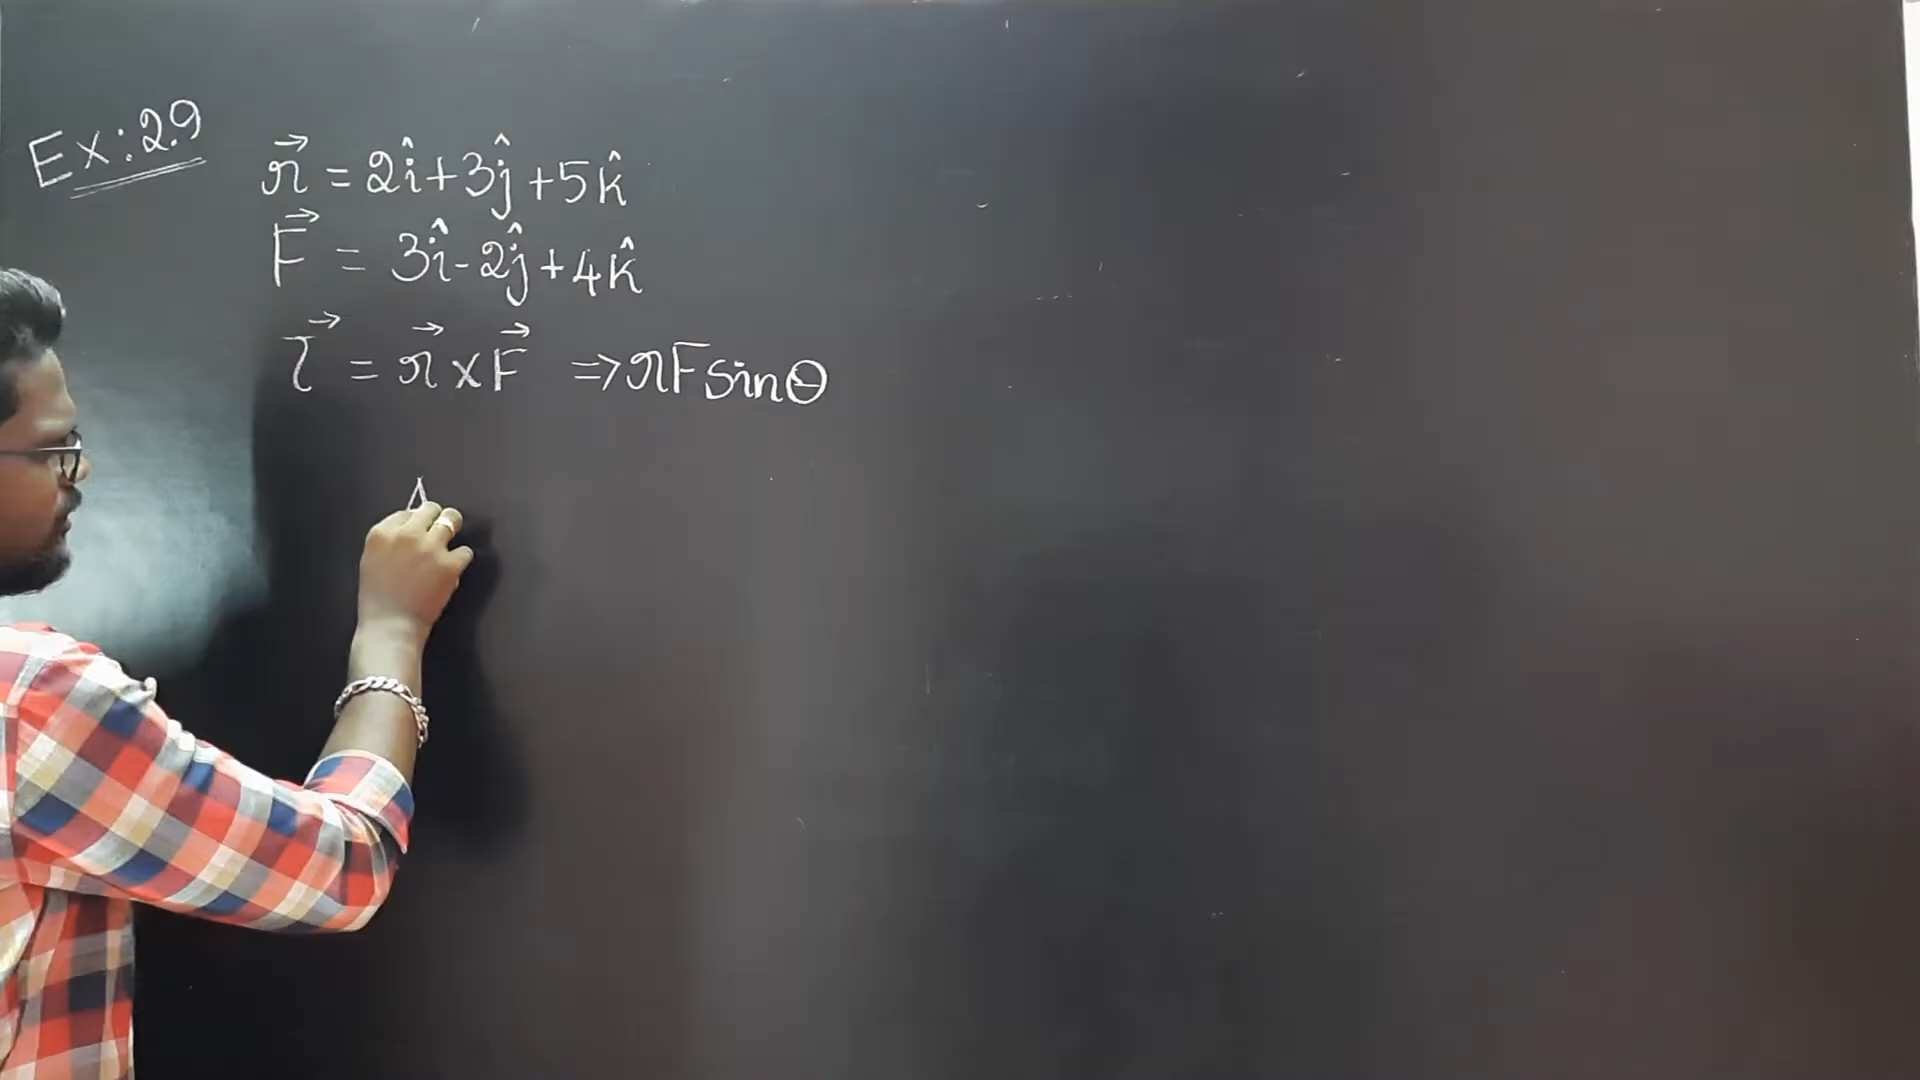 Ex: 2.9
r⃗ = 2î+3ĵ+5k̂
F⃗ = 3î-2ĵ+4k̂
τ⃗ = r⃗ x F⃗ ⇒ rF sinθ